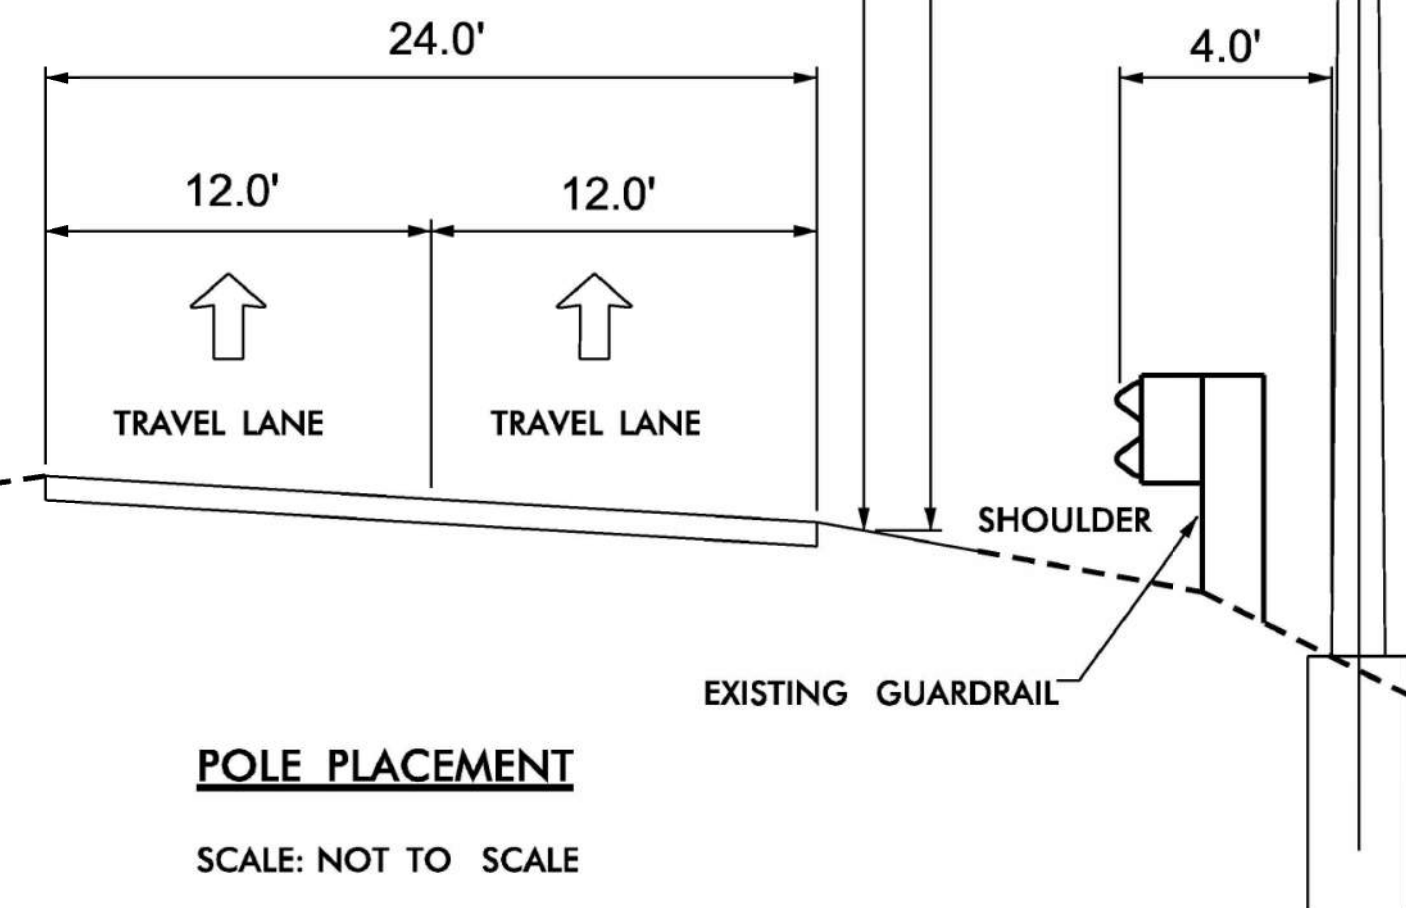 24.0'
4.0'
12.0'
12.0'
TRAVEL LANE
TRAVEL LANE
SHOULDER
EXISTING GUARDRAIL
POLE PLACEMENT
SCALE: NOT TO SCALE